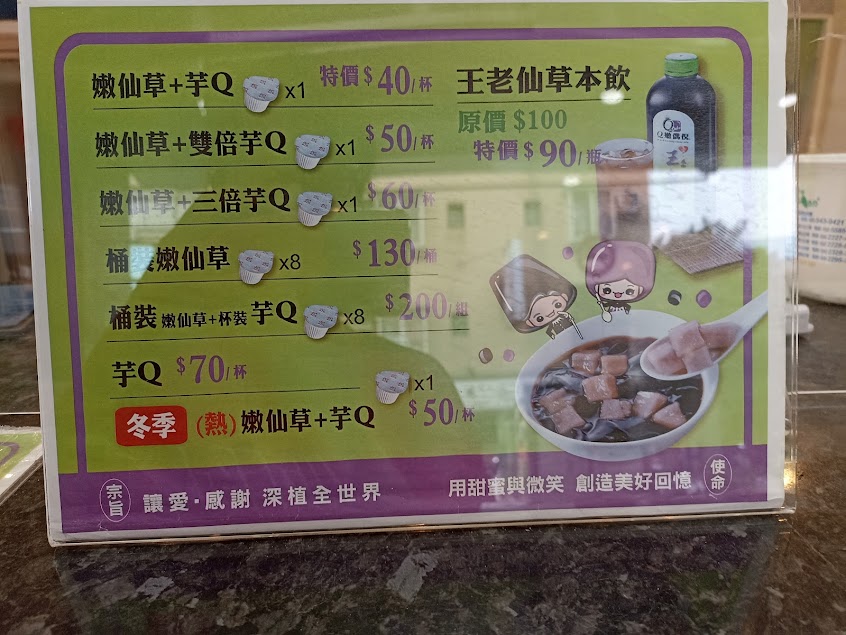 嫩仙草+芋Q x1 特價$40/杯
嫩仙草+雙倍芋Q x1 $50/杯
嫩仙草+三倍芋Q x1 $60/杯
桶裝嫩仙草 x8 $130/桶
桶裝嫩仙草+杯裝芋Q x8 $200/組
芋Q $70/杯
冬季 (熱)嫩仙草+芋Q x1 $50/杯
王老仙草本飲
原價$100
特價$90/瓶
宗旨 讓愛·感謝 深植全世界
用甜蜜與微笑 創造美好回憶 使命